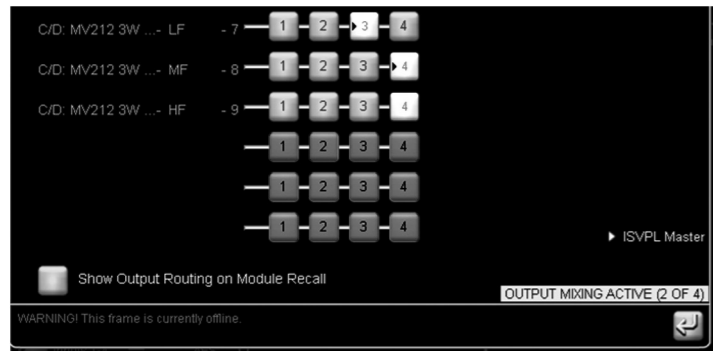 C/D: MV212 3W ...- LF - 7 1 2 3 4
C/D: MV212 3W ...- MF - 8 1 2 3 4
C/D: MV212 3W ...- HF - 9 1 2 3 4
1 2 3 4
1 2 3 4
1 2 3 4
ISVPL Master
Show Output Routing on Module Recall
OUTPUT MIXING ACTIVE (2 OF 4)
WARNING! This frame is currently offline.